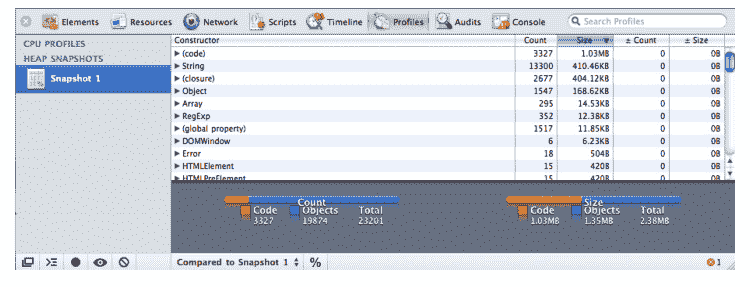 Elements Resources Network Scripts Timeline Profiles Audits Console Search Profiles
CPU PROFILES
HEAP SNAPSHOTS
Snapshot 1
Constructor Count Size ± Count ± Size
(code) 3327 1.03MB 0 0B
String 13300 410.46KB 0 0B
(closure) 2677 404.12KB 0 0B
Object 1547 168.62KB 0 0B
Array 295 14.53KB 0 0B
RegExp 352 12.38KB 0 0B
(global property) 1517 11.85KB 0 0B
DOMWindow 6 6.23KB 0 0B
Error 18 504B 0 0B
HTMLElement 15 420B 0 0B
HTMLPreElement 15 420B 0 0B
Count Size
Code Objects Total Code Objects Total
3327 19874 23201 1.03MB 1.35MB 2.38MB
Compared to Snapshot 1 % 1